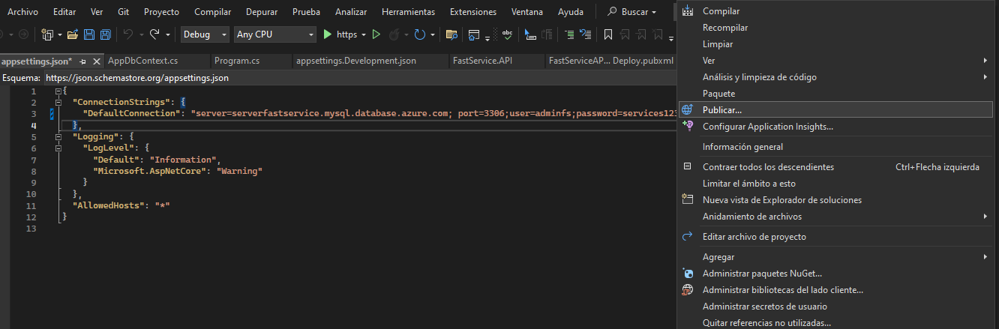 Archivo Editar Ver Git Proyecto Compilar Depurar Prueba Analizar Herramientas Extensiones Ventana Ayuda Buscar
Debug Any CPU https
appsettings.json* AppDbContext.cs Program.cs appsettings.Development.json FastService.API FastServiceAP... Deploy.pubxml
Esquema: https://json.schemastore.org/appsettings.json
1 {
2 "ConnectionStrings": {
3 "DefaultConnection": "server=serverfastservice.mysql.database.azure.com; port=3306;user=adminfs;password=services123
4 },
5 "Logging": {
6 "LogLevel": {
7 "Default": "Information",
8 "Microsoft.AspNetCore": "Warning"
9 }
10 },
11 "AllowedHosts": "*"
12 }
13
Compilar
Recompilar
Limpiar
Ver
Análisis y limpieza de código
Paquete
Publicar...
Configurar Application Insights...
Información general
Contraer todos los descendientes Ctrl+Flecha izquierda
Limitar el ámbito a esto
Nueva vista de Explorador de soluciones
Anidamiento de archivos
Editar archivo de proyecto
Agregar
Administrar paquetes NuGet...
Administrar bibliotecas del lado cliente...
Administrar secretos de usuario
Quitar referencias no utilizadas...